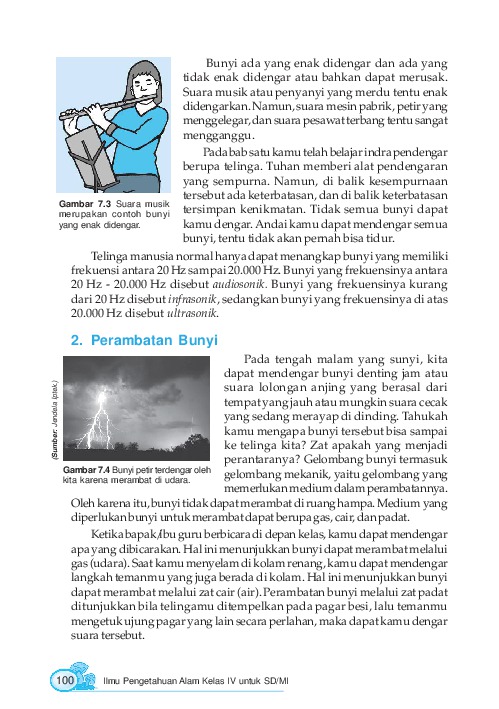 Bunyi ada yang enak didengar dan ada yang
tidak enak didengar atau bahkan dapat merusak.
Suara musik atau penyanyi yang merdu tentu enak
didengarkan. Namun, suara mesin pabrik, petir yang
menggelegar, dan suara pesawat terbang tentu sangat
mengganggu.
Pada bab satu kamu telah belajar indra pendengar
berupa telinga. Tuhan memberi alat pendengaran
yang sempurna. Namun, di balik kesempurnaan
tersebut ada keterbatasan, dan di balik keterbatasan
tersimpan kenikmatan. Tidak semua bunyi dapat
kamu dengar. Andai kamu dapat mendengar semua
bunyi, tentu tidak akan pernah bisa tidur.
Gambar 7.3 Suara musik
merupakan contoh bunyi
yang enak didengar.
Telinga manusia normal hanya dapat menangkap bunyi yang memiliki
frekuensi antara 20 Hz sampai 20.000 Hz. Bunyi yang frekuensinya antara
20 Hz - 20.000 Hz disebut audiosonik. Bunyi yang frekuensinya kurang
dari 20 Hz disebut infrasonik, sedangkan bunyi yang frekuensinya di atas
20.000 Hz disebut ultrasonik.
2. Perambatan Bunyi
Pada tengah malam yang sunyi, kita
dapat mendengar bunyi denting jam atau
suara lolongan anjing yang berasal dari
tempat yang jauh atau mungkin suara cecak
yang sedang merayap di dinding. Tahukah
kamu mengapa bunyi tersebut bisa sampai
ke telinga kita? Zat apakah yang menjadi
perantaranya? Gelombang bunyi termasuk
gelombang mekanik, yaitu gelombang yang
memerlukan medium dalam perambatannya.
(Sumber: Jendela Iptek)
Gambar 7.4 Bunyi petir terdengar oleh
kita karena merambat di udara.
Oleh karena itu, bunyi tidak dapat merambat di ruang hampa. Medium yang
diperlukan bunyi untuk merambat dapat berupa gas, cair, dan padat.
Ketika bapak/Ibu guru berbicara di depan kelas, kamu dapat mendengar
apa yang dibicarakan. Hal ini menunjukkan bunyi dapat merambat melalui
gas (udara). Saat kamu menyelam di kolam renang, kamu dapat mendengar
langkah temanmu yang juga berada di kolam. Hal ini menunjukkan bunyi
dapat merambat melalui zat cair (air). Perambatan bunyi melalui zat padat
ditunjukkan bila telingamu ditempelkan pada pagar besi, lalu temanmu
mengetuk ujung pagar yang lain secara perlahan, maka dapat kamu dengar
suara tersebut.
100 Ilmu Pengetahuan Alam Kelas IV untuk SD/MI